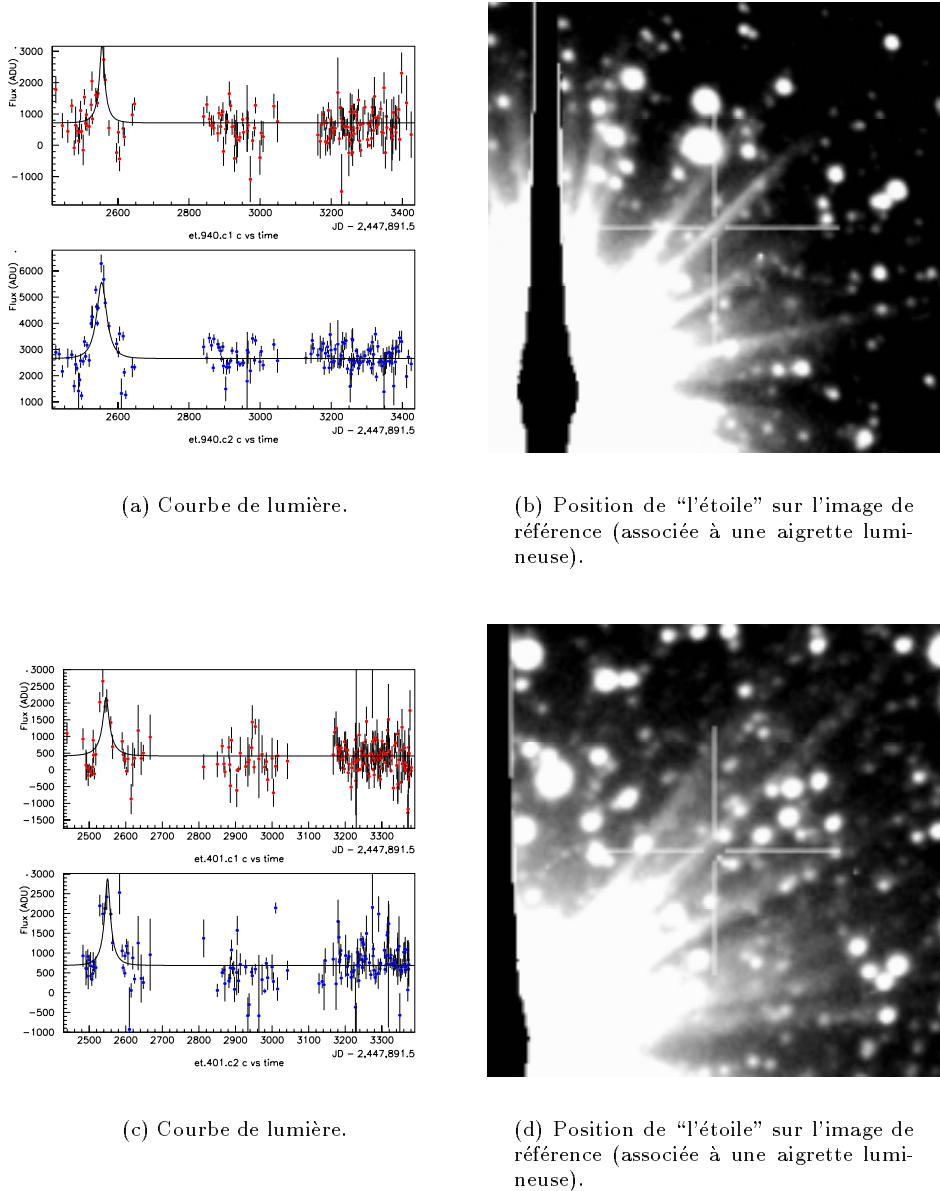 Flux (ADU)
3000
2000
1000
0
-1000
2600
2800
3000
3200
3400
JD - 2,447,891.5
et.940.c1 c vs time
Flux (ADU)
6000
5000
4000
3000
2000
1000
2600
2800
3000
3200
3400
JD - 2,447,891.5
et.940.c2 c vs time
(a) Courbe de lumière.
(b) Position de “l'étoile” sur l'image de
référence (associée à une aigrette lumi-
neuse).
Flux (ADU)
3000
2500
2000
1500
1000
500
0
-500
-1000
-1500
2500
2600
2700
2800
2900
3000
3100
3200
3300
JD - 2,447,891.5
et.401.c1 c vs time
Flux (ADU)
3000
2500
2000
1500
1000
500
0
-500
-1000
2500
2600
2700
2800
2900
3000
3100
3200
3300
JD - 2,447,891.5
et.401.c2 c vs time
(c) Courbe de lumière.
(d) Position de “l'étoile” sur l'image de
référence (associée à une aigrette lumi-
neuse).